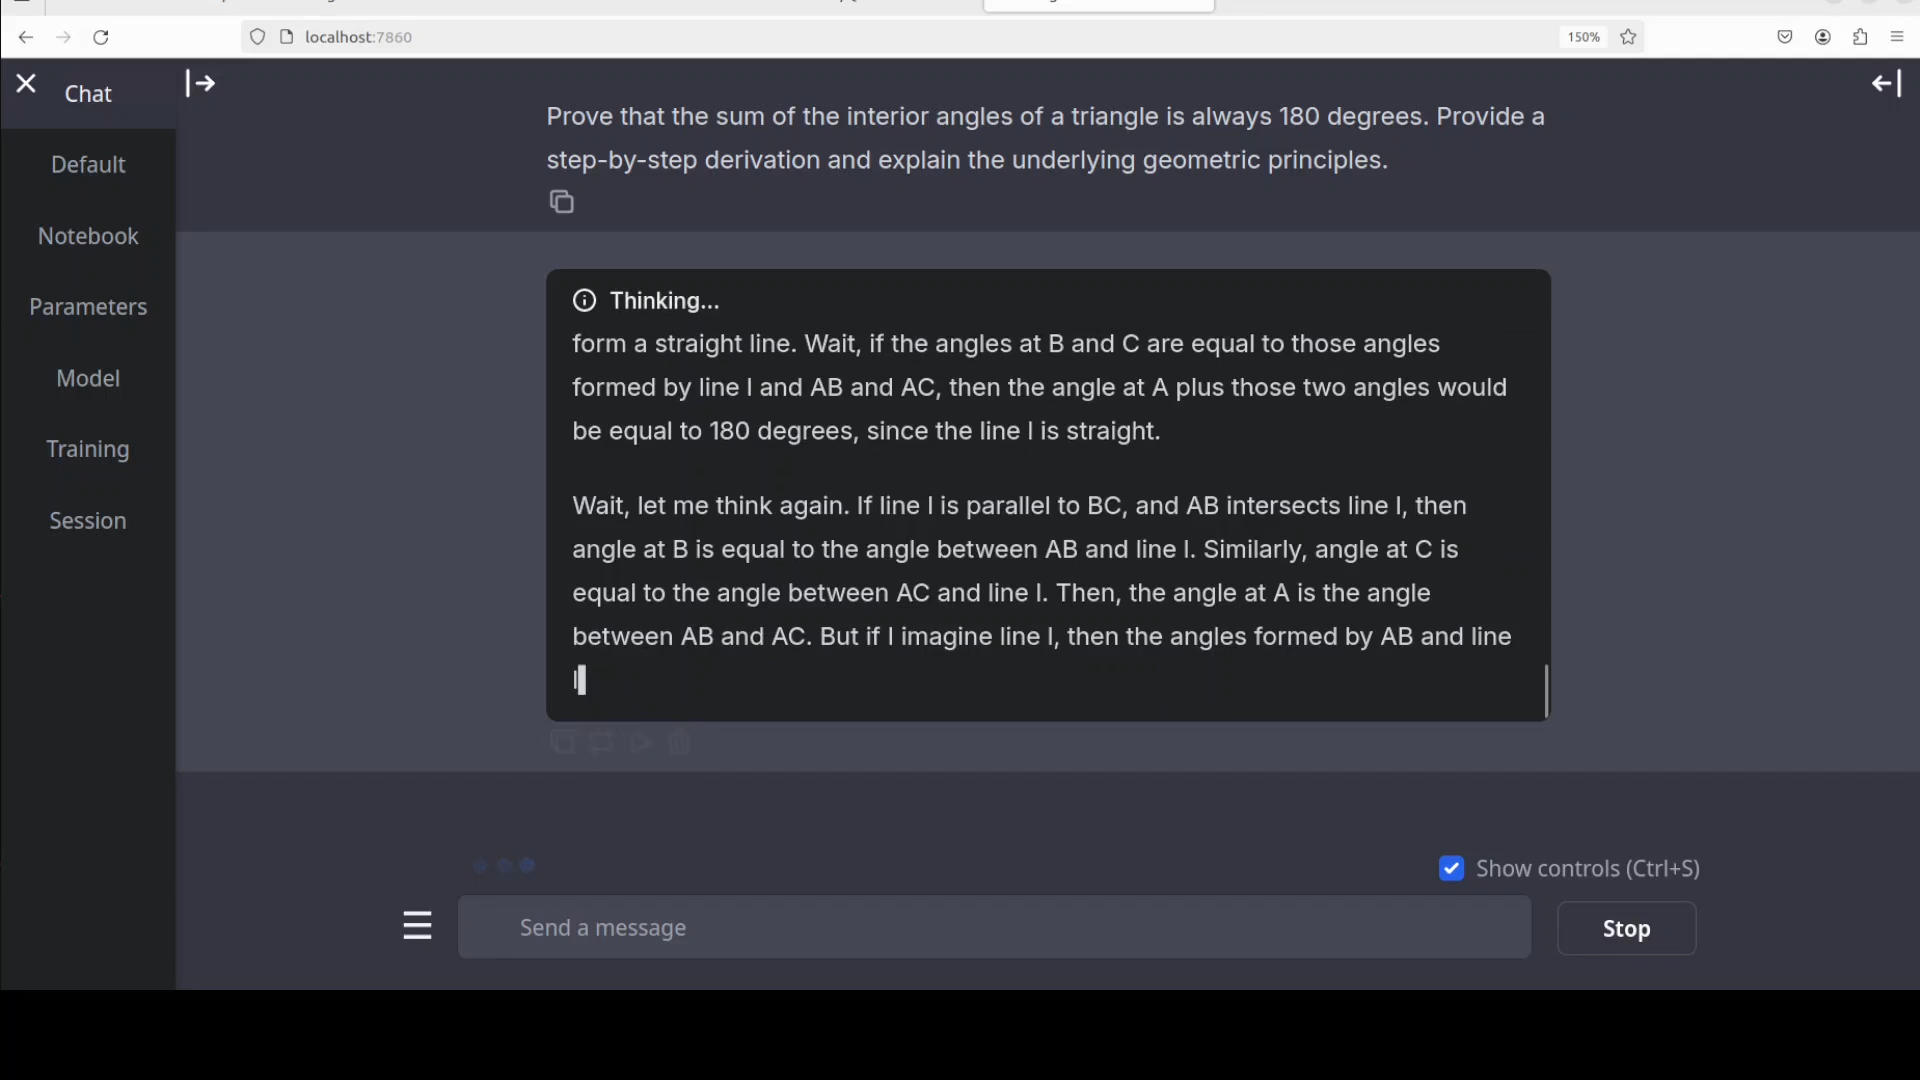 localhost:7860
150%
Chat
Default
Notebook
Parameters
Model
Training
Session
Prove that the sum of the interior angles of a triangle is always 180 degrees. Provide a
step-by-step derivation and explain the underlying geometric principles.
Thinking...
form a straight line. Wait, if the angles at B and C are equal to those angles
formed by line l and AB and AC, then the angle at A plus those two angles would
be equal to 180 degrees, since the line l is straight.
Wait, let me think again. If line l is parallel to BC, and AB intersects line l, then
angle at B is equal to the angle between AB and line l. Similarly, angle at C is
equal to the angle between AC and line l. Then, the angle at A is the angle
between AB and AC. But if I imagine line l, then the angles formed by AB and line
l
Show controls (Ctrl+S)
Send a message
Stop